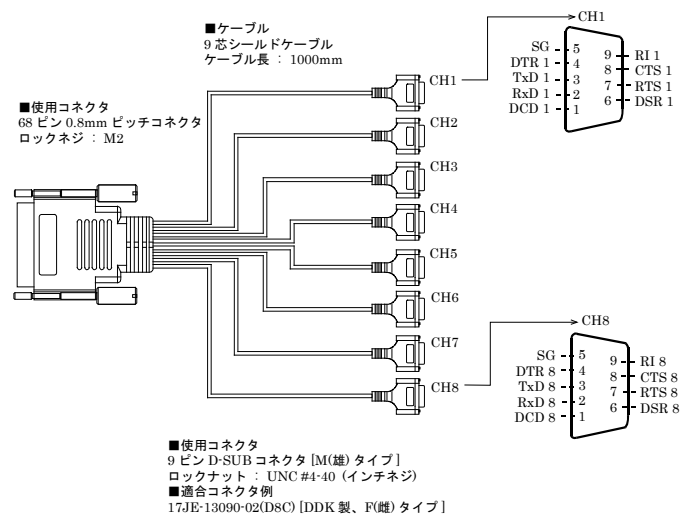 ■ケーブル
9 芯シールドケーブル
ケーブル長 : 1000mm
■使用コネクタ
68 ピン 0.8mm ピッチコネクタ
ロックネジ : M2
CH1
CH2
CH3
CH4
CH5
CH6
CH7
CH8
CH1
SG 5
DTR 1 4
TxD 1 3
RxD 1 2
DCD 1 1
9 RI 1
8 CTS 1
7 RTS 1
6 DSR 1
CH8
SG 5
DTR 8 4
TxD 8 3
RxD 8 2
DCD 8 1
9 RI 8
8 CTS 8
7 RTS 8
6 DSR 8
■使用コネクタ
9 ピン D-SUB コネクタ [M(雄) タイプ ]
ロックナット : UNC #4-40 (インチネジ)
■適合コネクタ例
17JE-13090-02(D8C) [DDK 製、F(雌) タイプ ]